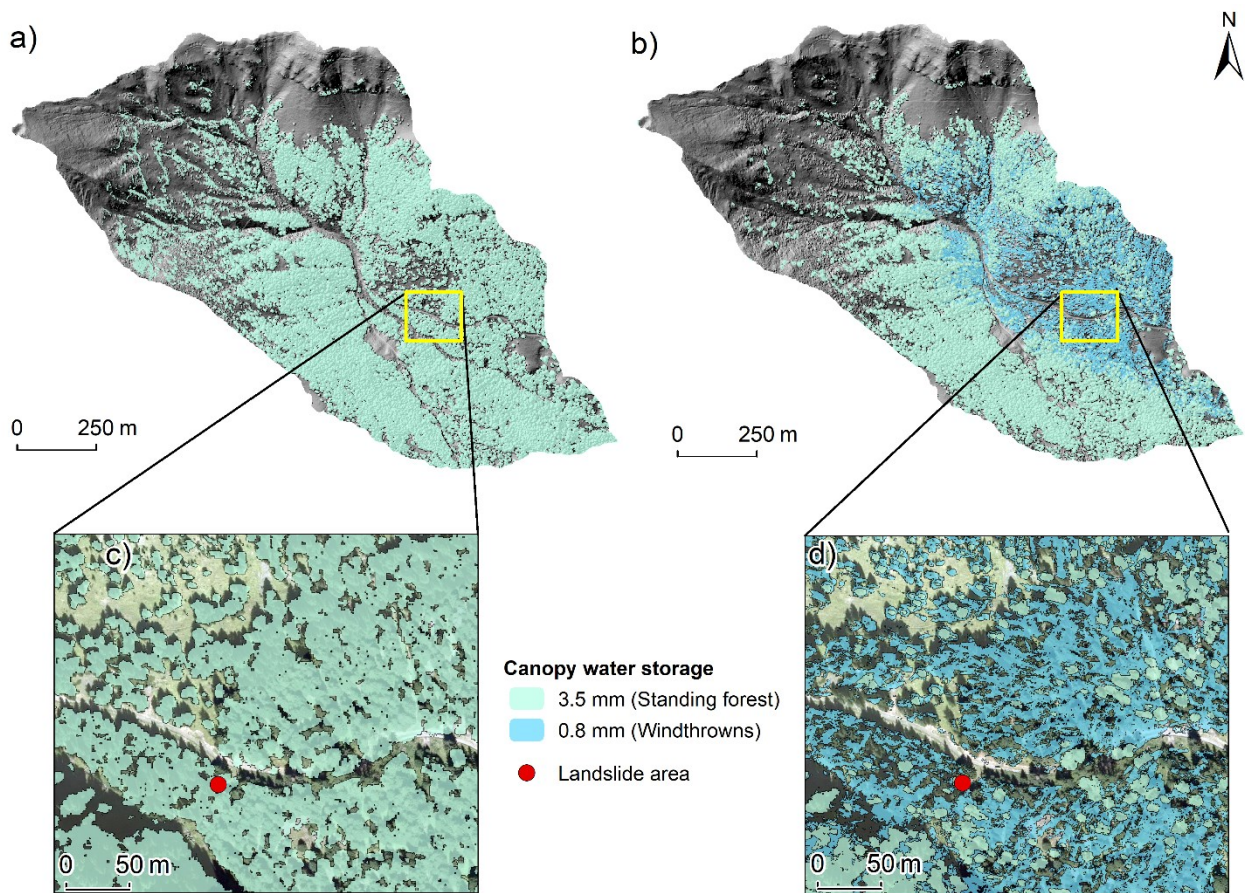 a)
b)
N
0 250 m
0 250 m
c)
d)
Canopy water storage
3.5 mm (Standing forest)
0.8 mm (Windthrowns)
Landslide area
0 50 m
0 50 m